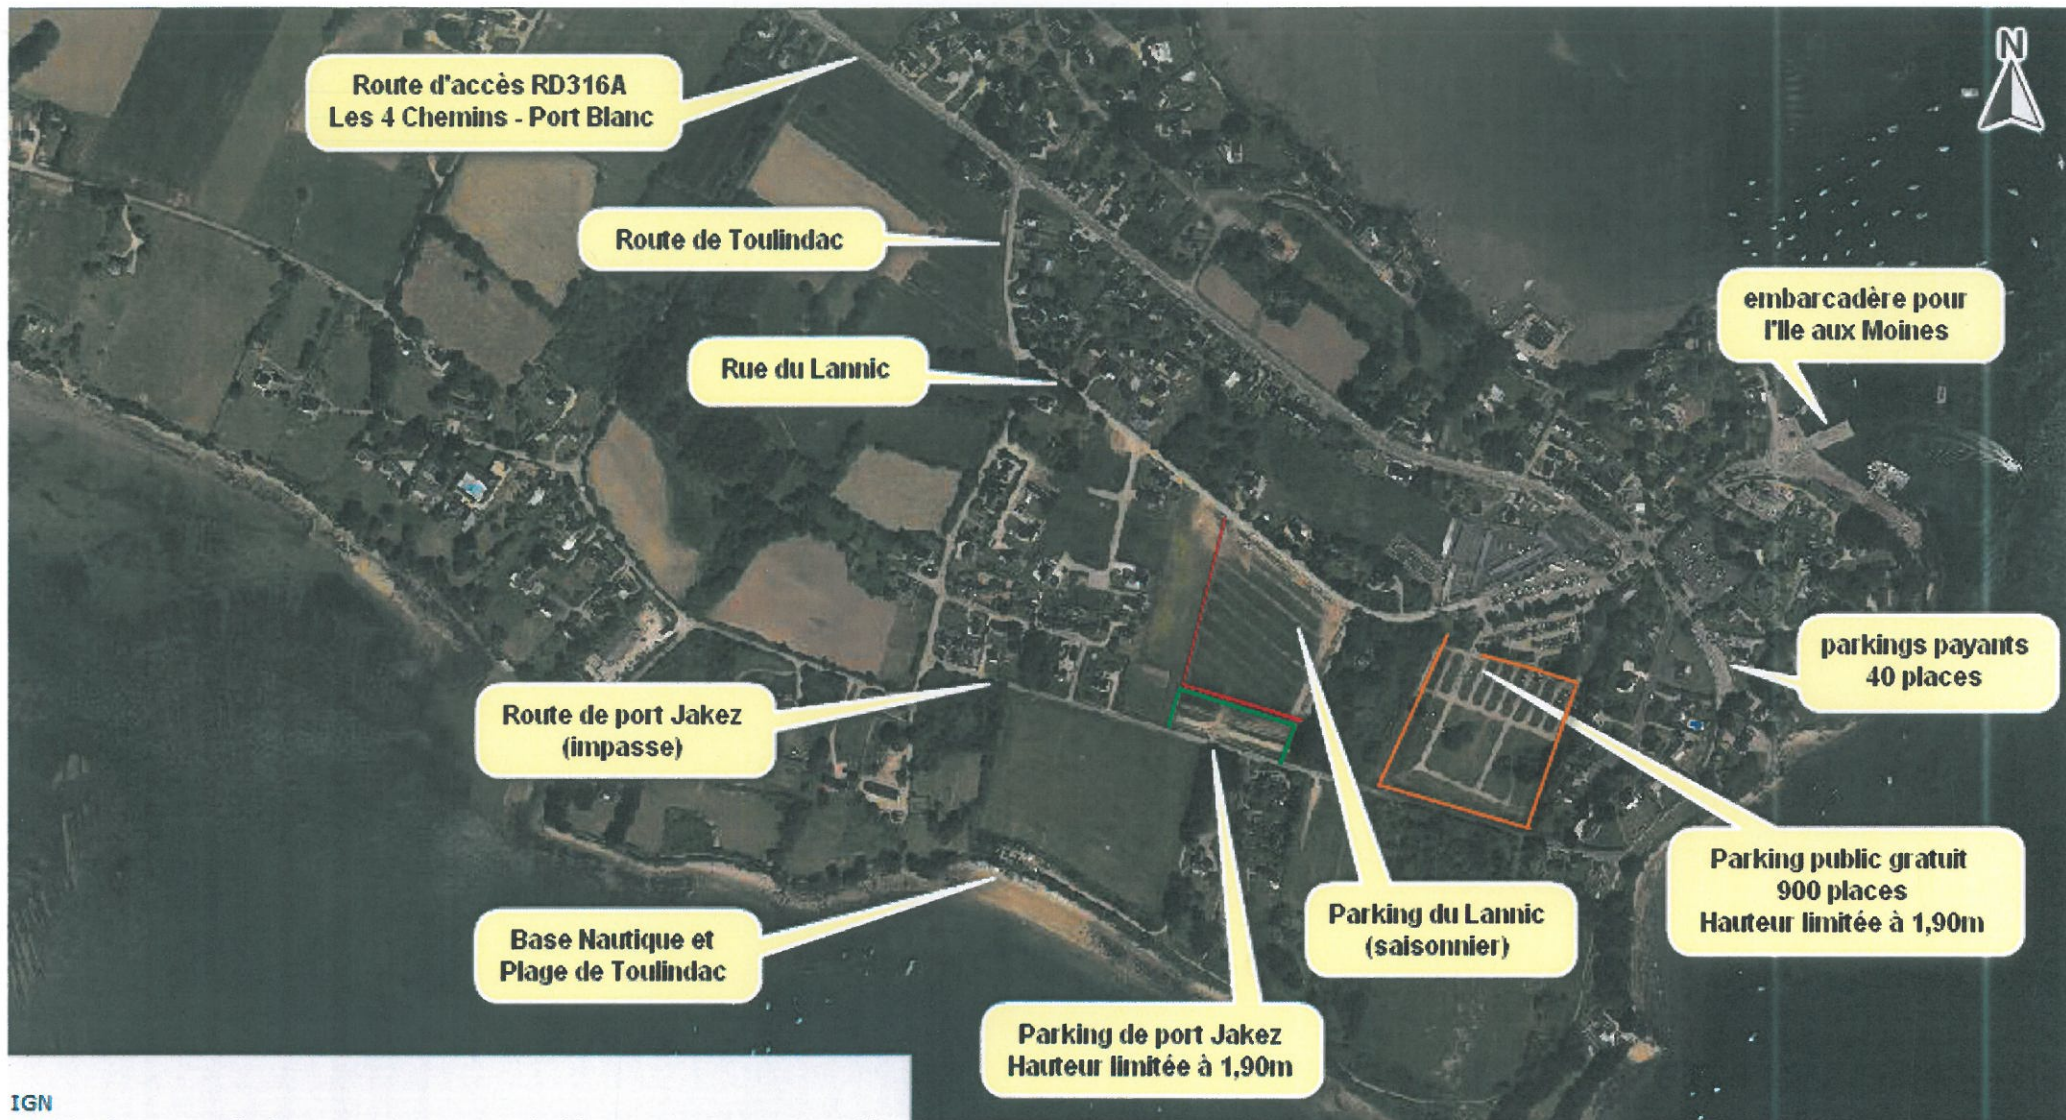 N
Route d'accès RD316A
Les 4 Chemins - Port Blanc
Route de Toulindac
embarcadère pour
l'Ile aux Moines
Rue du Lannic
parkings payants
40 places
Route de port Jakez
(impasse)
Parking public gratuit
900 places
Hauteur limitée à 1,90m
Parking du Lannic
(saisonnier)
Base Nautique et
Plage de Toulindac
Parking de port Jakez
Hauteur limitée à 1,90m
IGN